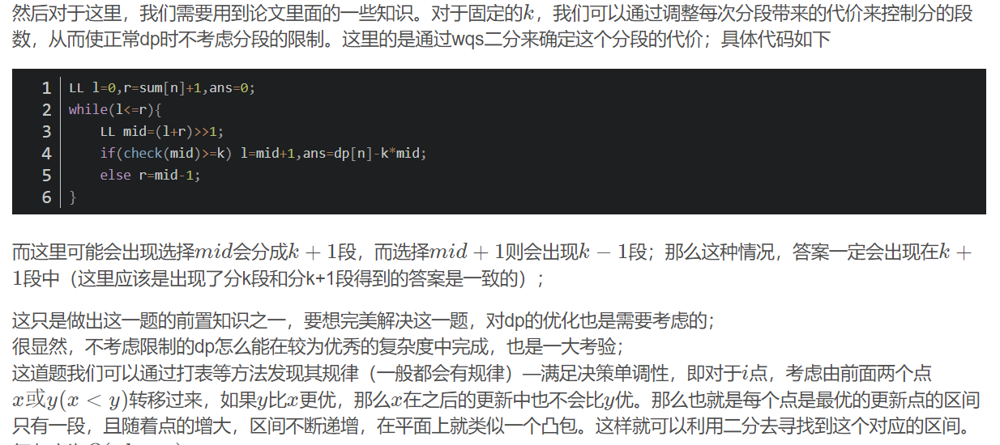 然后对于这里，我们需要用到论文里面的一些知识。对于固定的k，我们可以通过调整每次分段带来的代价来控制分的段
数，从而使正常dp时不考虑分段的限制。这里的是通过wqs二分来确定这个分段的代价；具体代码如下
1 LL l=0,r=sum[n]+1,ans=0;
2 while(l<=r){
3 LL mid=(l+r)>>1;
4 if(check(mid)>=k) l=mid+1,ans=dp[n]-k*mid;
5 else r=mid-1;
6 }
而这里可能会出现选择mid会分成k + 1段，而选择mid + 1则会出现k − 1段；那么这种情况，答案一定会出现在k +
1段中（这里应该是出现了分k段和分k+1段得到的答案是一致的）；
这只是做出这一题的前置知识之一，要想完美解决这一题，对dp的优化也是需要考虑的；
很显然，不考虑限制的dp怎么能在较为优秀的复杂度中完成，也是一大考验；
这道题我们可以通过打表等方法发现其规律（一般都会有规律）—满足决策单调性，即对于i点，考虑由前面两个点
x或y(x < y)转移过来，如果y比x更优，那么x在之后的更新中也不会比y优。那么也就是每个点是最优的更新点的区间
只有一段，且随着点的增大，区间不断递增，在平面上就类似一个凸包。这样就可以利用二分去寻找到这个对应的区间。